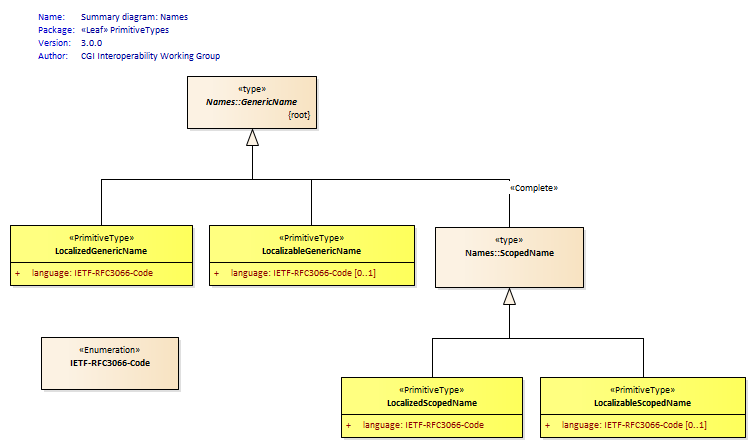 Name: Summary diagram: Names
Package: «Leaf» PrimitiveTypes
Version: 3.0.0
Author: CGI Interoperability Working Group
«type»
Names::GenericName
{root}
«Complete»
«PrimitiveType»
LocalizedGenericName
+ language: IETF-RFC3066-Code
«PrimitiveType»
LocalizableGenericName
+ language: IETF-RFC3066-Code [0..1]
«type»
Names::ScopedName
«Enumeration»
IETF-RFC3066-Code
«PrimitiveType»
LocalizedScopedName
+ language: IETF-RFC3066-Code
«PrimitiveType»
LocalizableScopedName
+ language: IETF-RFC3066-Code [0..1]